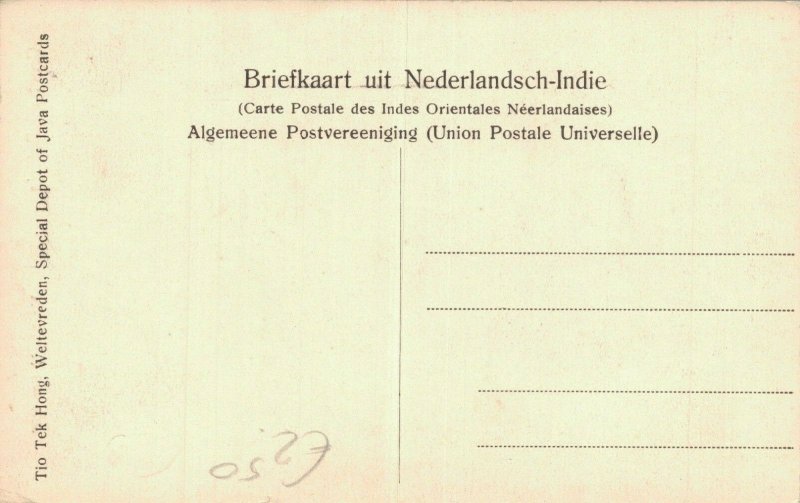 Briefkaart uit Nederlandsch-Indie
(Carte Postale des Indes Orientales Néerlandaises)
Algemeene Postvereeniging (Union Postale Universelle)
Tio Tek Hong, Weltevreden, Special Depot of Java Postcards
€250